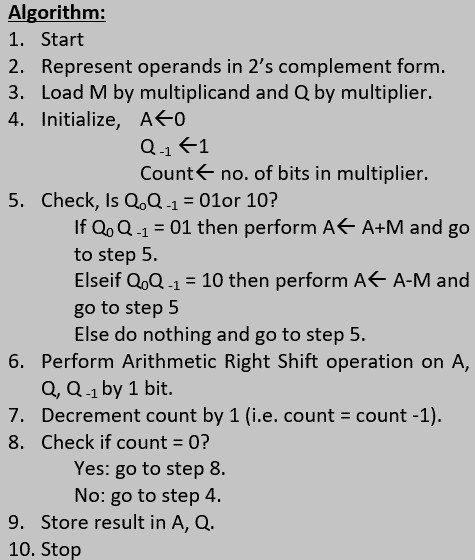 Algorithm:
1. Start
2. Represent operands in 2's complement form.
3. Load M by multiplicand and Q by multiplier.
4. Initialize, A←0
Q -1 ←1
Count← no. of bits in multiplier.
5. Check, Is Q₀Q -1 = 01or 10?
If Q₀ Q -1 = 01 then perform A← A+M and go
to step 5.
Elseif Q₀Q -1 = 10 then perform A← A-M and
go to step 5
Else do nothing and go to step 5.
6. Perform Arithmetic Right Shift operation on A,
Q, Q -1 by 1 bit.
7. Decrement count by 1 (i.e. count = count -1).
8. Check if count = 0?
Yes: go to step 8.
No: go to step 4.
9. Store result in A, Q.
10. Stop